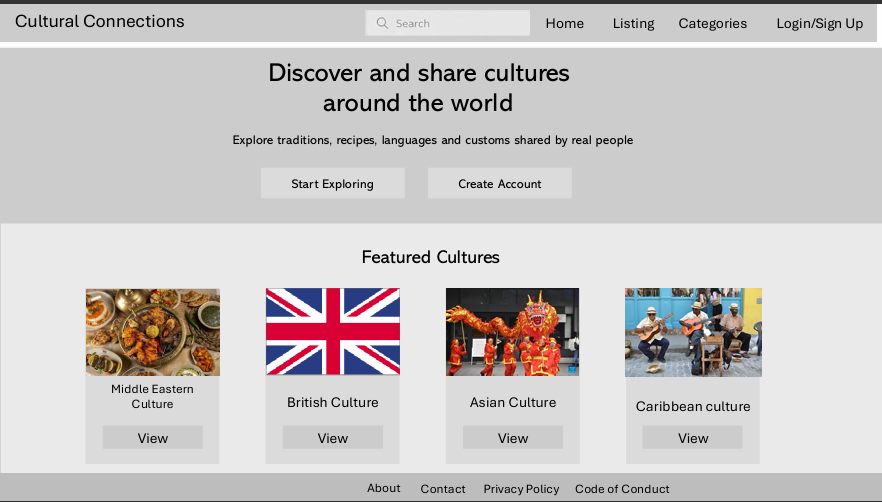 Cultural Connections
Search
Home
Listing
Categories
Login/Sign Up
Discover and share cultures
around the world
Explore traditions, recipes, languages and customs shared by real people
Start Exploring
Create Account
Featured Cultures
Middle Eastern
Culture
View
British Culture
View
Asian Culture
View
Caribbean culture
View
About
Contact
Privacy Policy
Code of Conduct